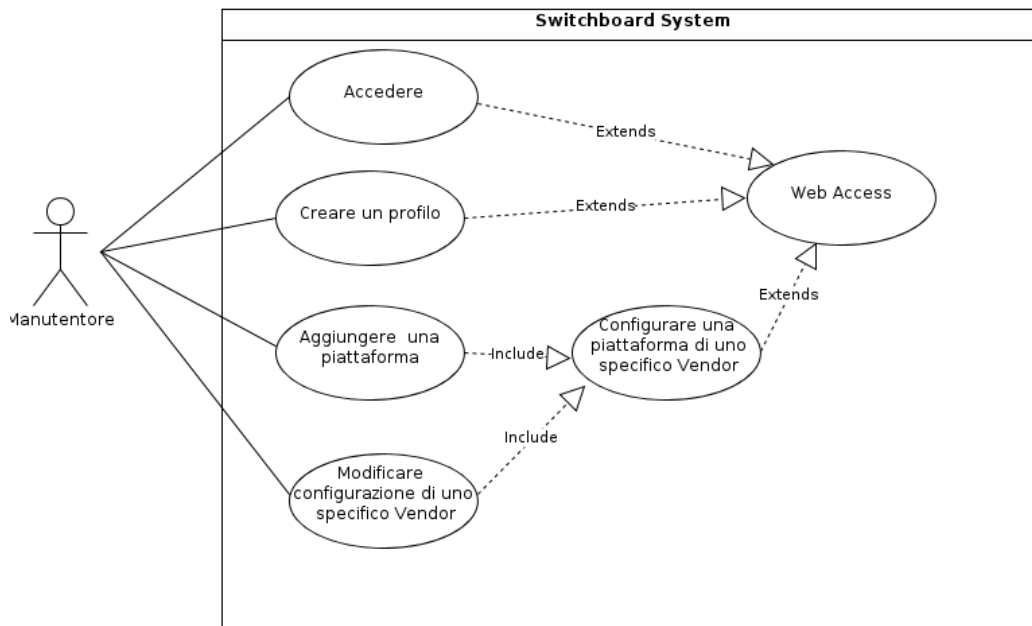 Switchboard System
Accedere
Extends
Web Access
Creare un profilo
Extends
Extends
Manutentore
Aggiungere una
piattaforma
Include
Configurare una
piattaforma di uno
specifico Vendor
Include
Modificare
configurazione di uno
specifico Vendor